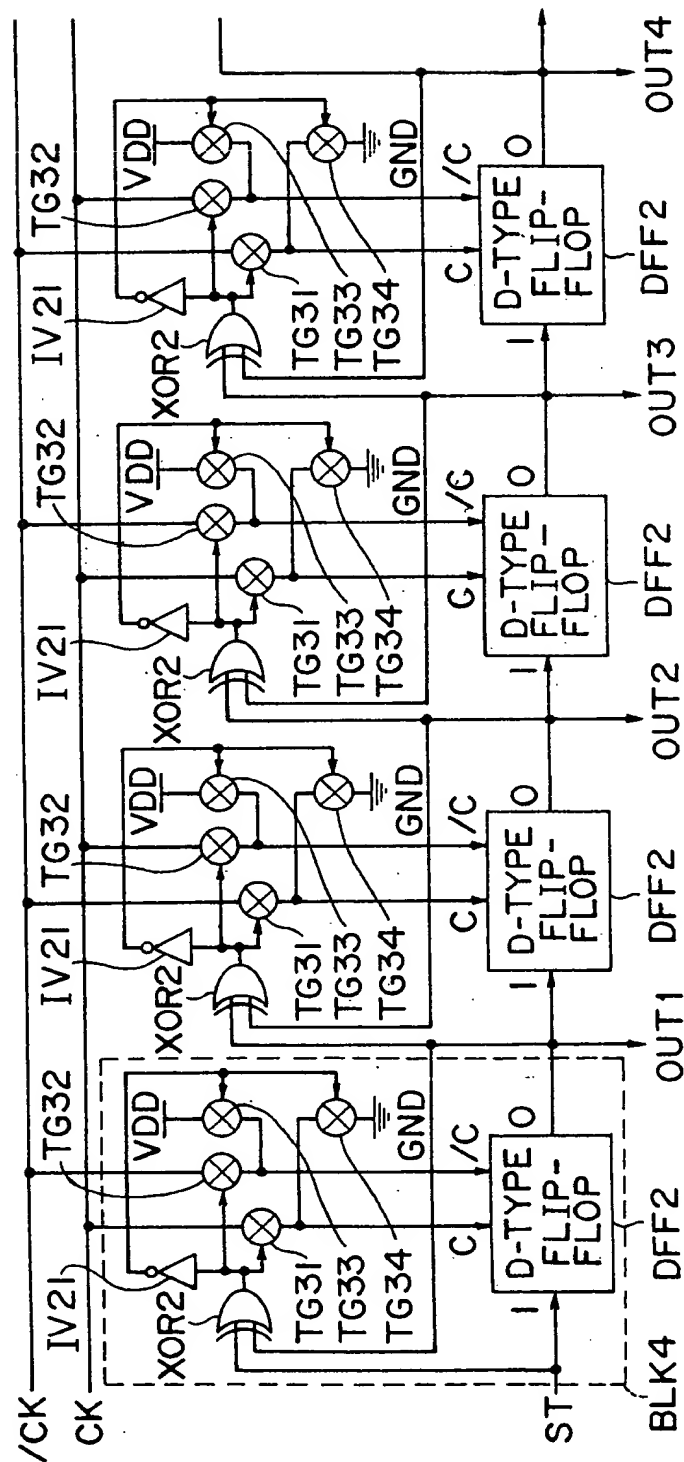 /CK
CK
IV21 TG32 IV21 TG32 IV21 TG32 IV21 TG32
VDD VDD VDD VDD
XOR2 XOR2 XOR2 XOR2
TG31 TG31 TG31 TG31
TG33 TG33 TG33 TG33
TG34 TG34 TG34 TG34
GND GND GND GND
C /C C /C C /C C /C
I O I O I O I O
D-TYPE D-TYPE D-TYPE D-TYPE
FLIP- FLIP- FLIP- FLIP-
FLOP FLOP FLOP FLOP
ST
BLK4 DFF2 OUT1 DFF2 OUT2 DFF2 OUT3 DFF2 OUT4